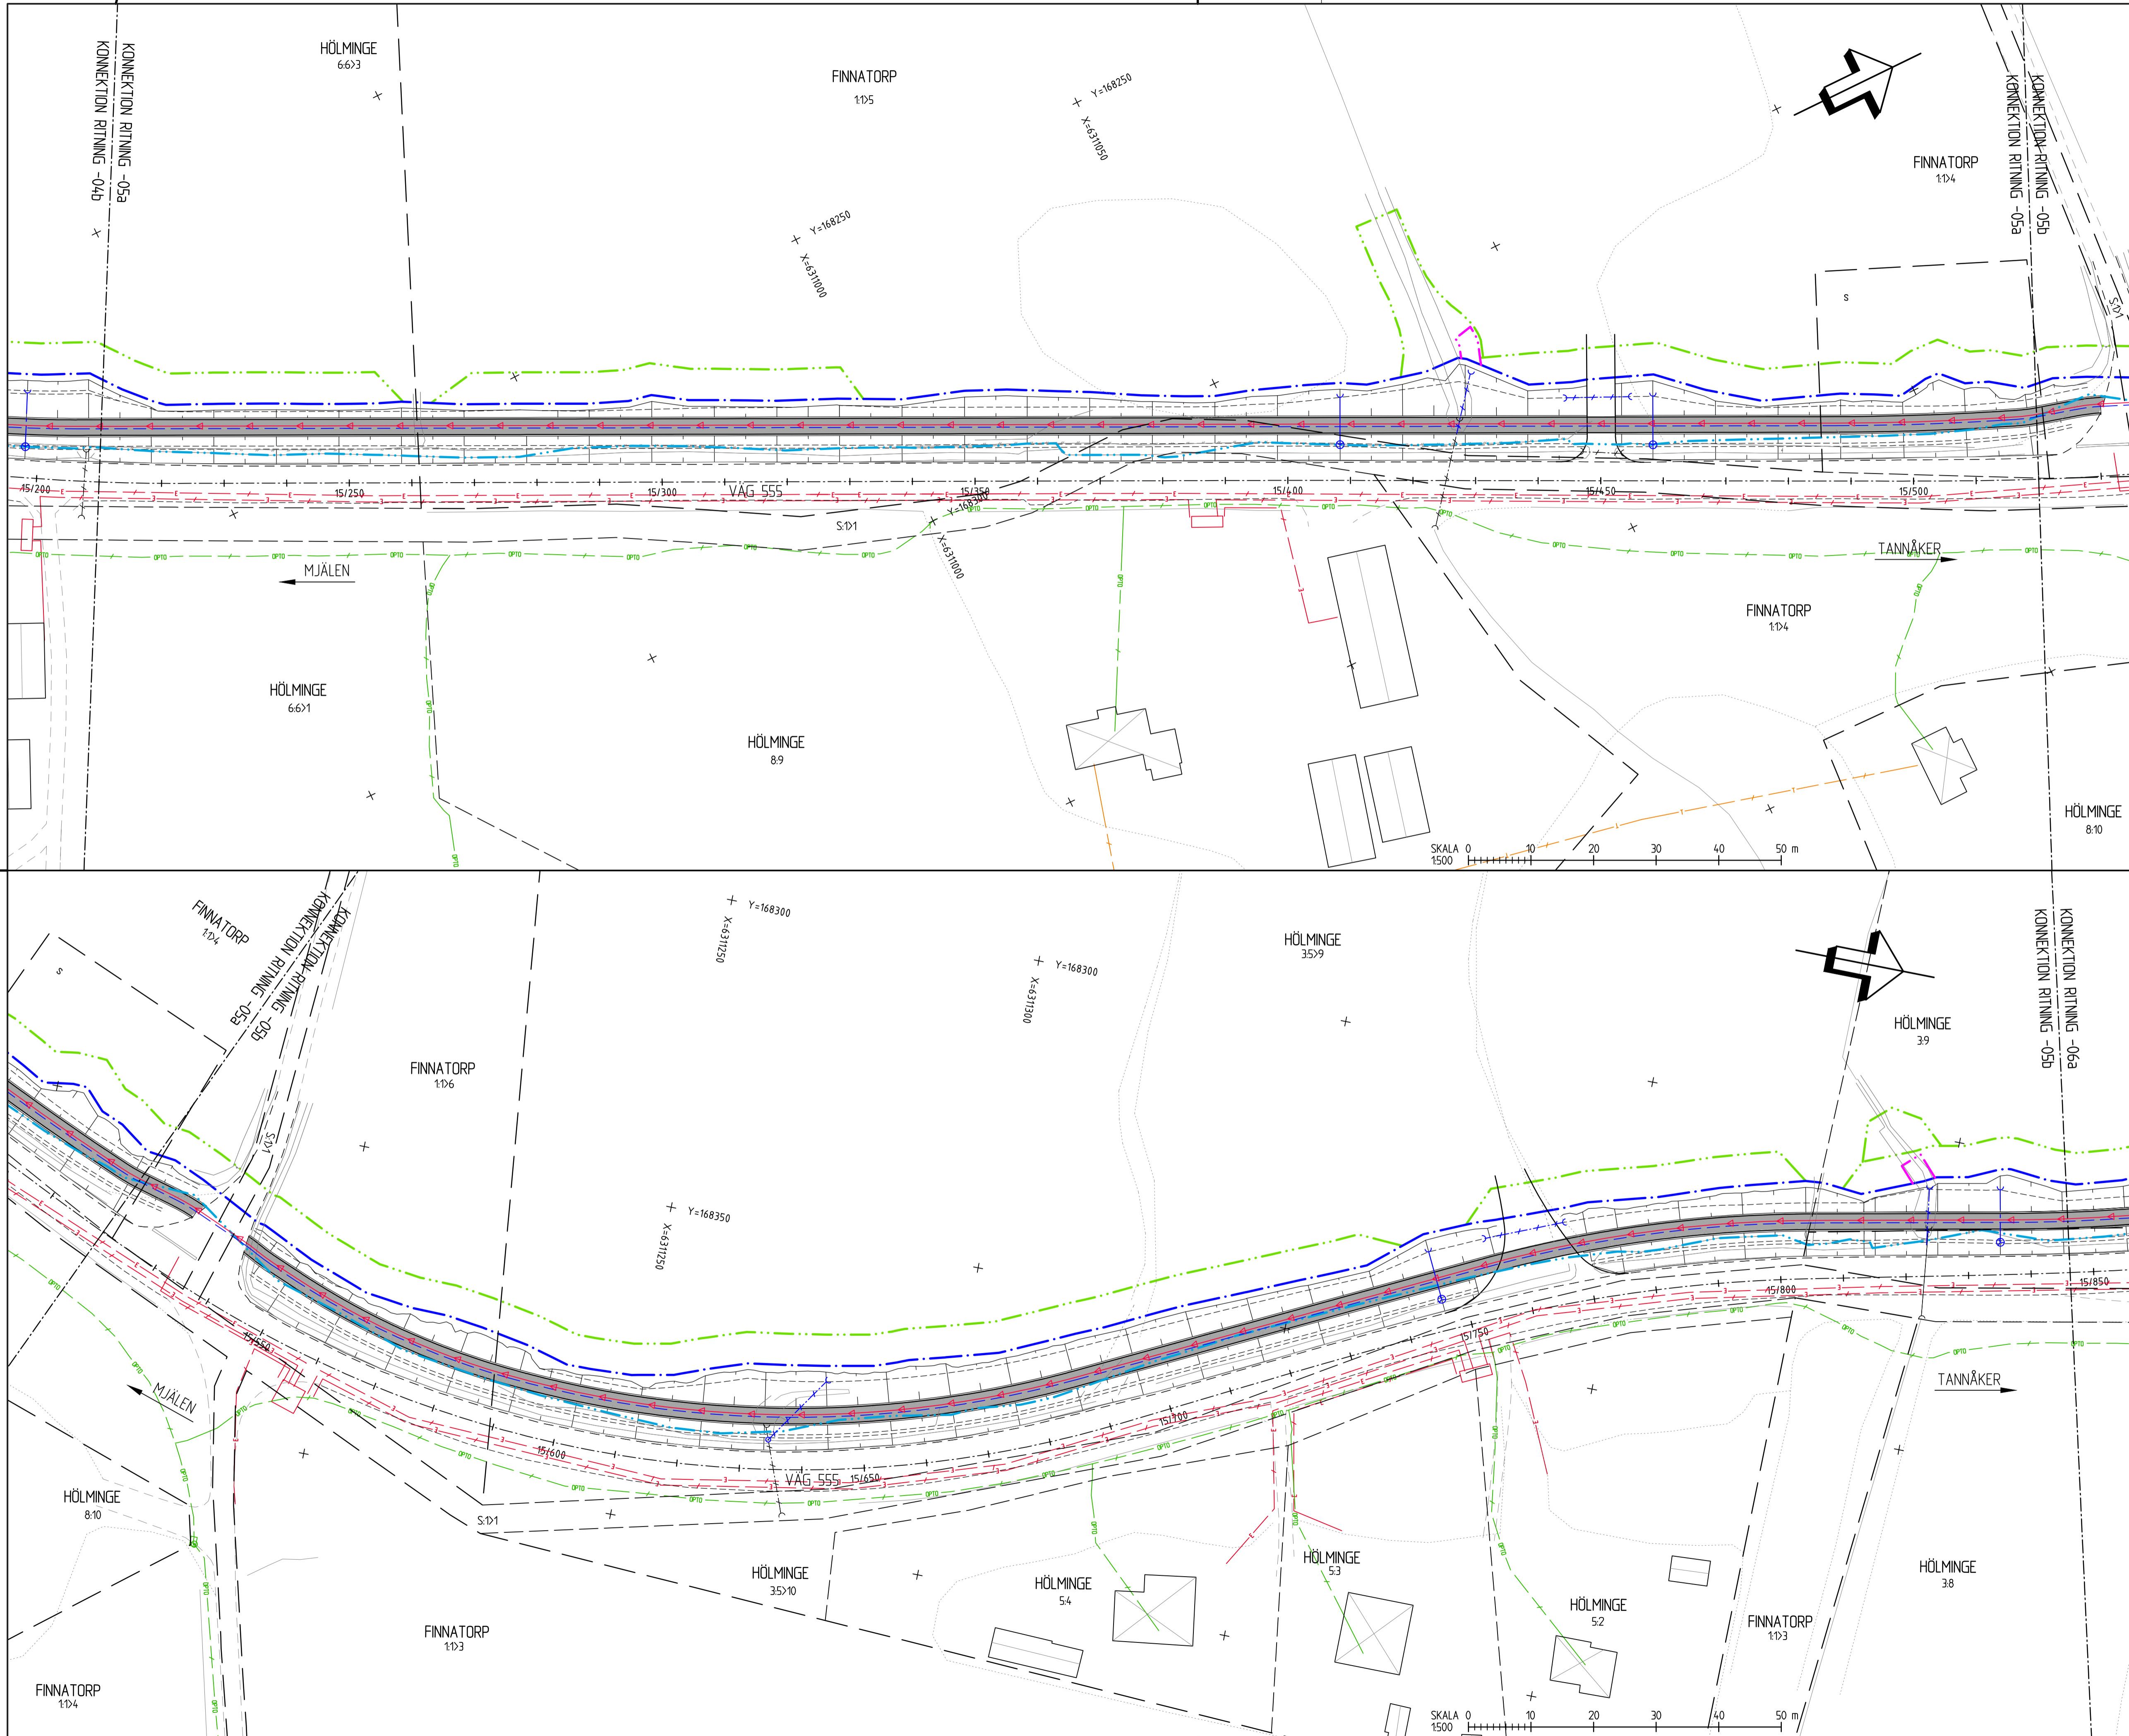 KONNEKTION RITNING -04b
KONNEKTION RITNING -05a
HÖLMINGE
6:6>3
FINNATORP
1:1>5
Y=168250
X=6311050
Y=168250
X=6311000
FINNATORP
1:1>4
KONNEKTION RITNING -05a
KONNEKTION RITNING -05b
S
S:1>1
15/200
15/250
15/300
VÄG 555
15/350
15/400
15/450
15/500
S:1>1
Y=168300
X=6311000
MJÄLEN
TANNÅKER
HÖLMINGE
6:6>1
HÖLMINGE
8:9
FINNATORP
1:1>4
HÖLMINGE
8:10
OPTO
SKALA 0 10 20 30 40 50 m
1:500
FINNATORP
1:1>4
S
KONNEKTION RITNING -05a
KONNEKTION RITNING -05b
S:1>1
FINNATORP
1:1>6
Y=168300
X=6311250
Y=168300
X=6311300
HÖLMINGE
3:5>9
HÖLMINGE
3:9
KONNEKTION RITNING -05b
KONNEKTION RITNING -06a
Y=168350
X=6311250
15/550
15/600
VÄG 555
15/650
15/700
15/750
15/800
15/850
MJÄLEN
TANNÅKER
HÖLMINGE
8:10
S:1>1
HÖLMINGE
3:5>10
HÖLMINGE
5:4
HÖLMINGE
5:3
HÖLMINGE
5:2
FINNATORP
1:1>3
HÖLMINGE
3:8
FINNATORP
1:1>3
FINNATORP
1:1>4
OPTO
SKALA 0 10 20 30 40 50 m
1:500